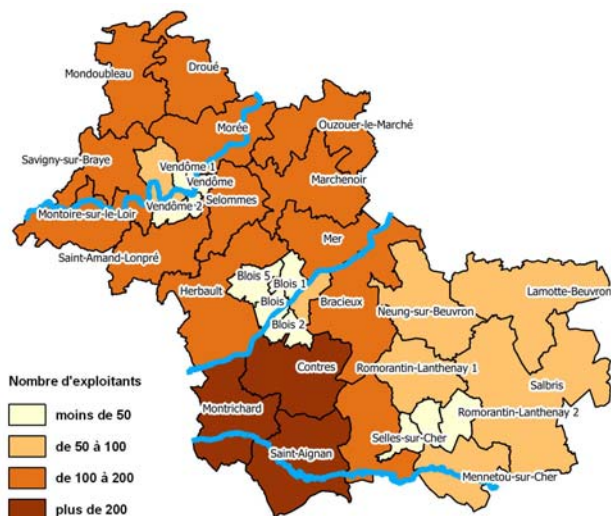 Mondoubleau
Droué
Morée
Ouzouer-le-Marché
Savigny-sur-Braye
Vendôme 1
Vendôme
Marchenoir
Vendôme 2
Selommes
Montoire-sur-le-Loir
Mer
Saint-Amand-Lonpré
Blois 5
Blois 1
Herbault
Blois
Bracieux
Lamotte-Beuvron
Neung-sur-Beuvron
Blois 2
Contres
Romorantin-Lanthenay 1
Nombre d'exploitants
Salbris
moins de 50
Montrichard
Romorantin-Lanthenay 2
de 50 à 100
Selles-sur-Cher
Saint-Aignan
de 100 à 200
Mennetou-sur-Cher
plus de 200